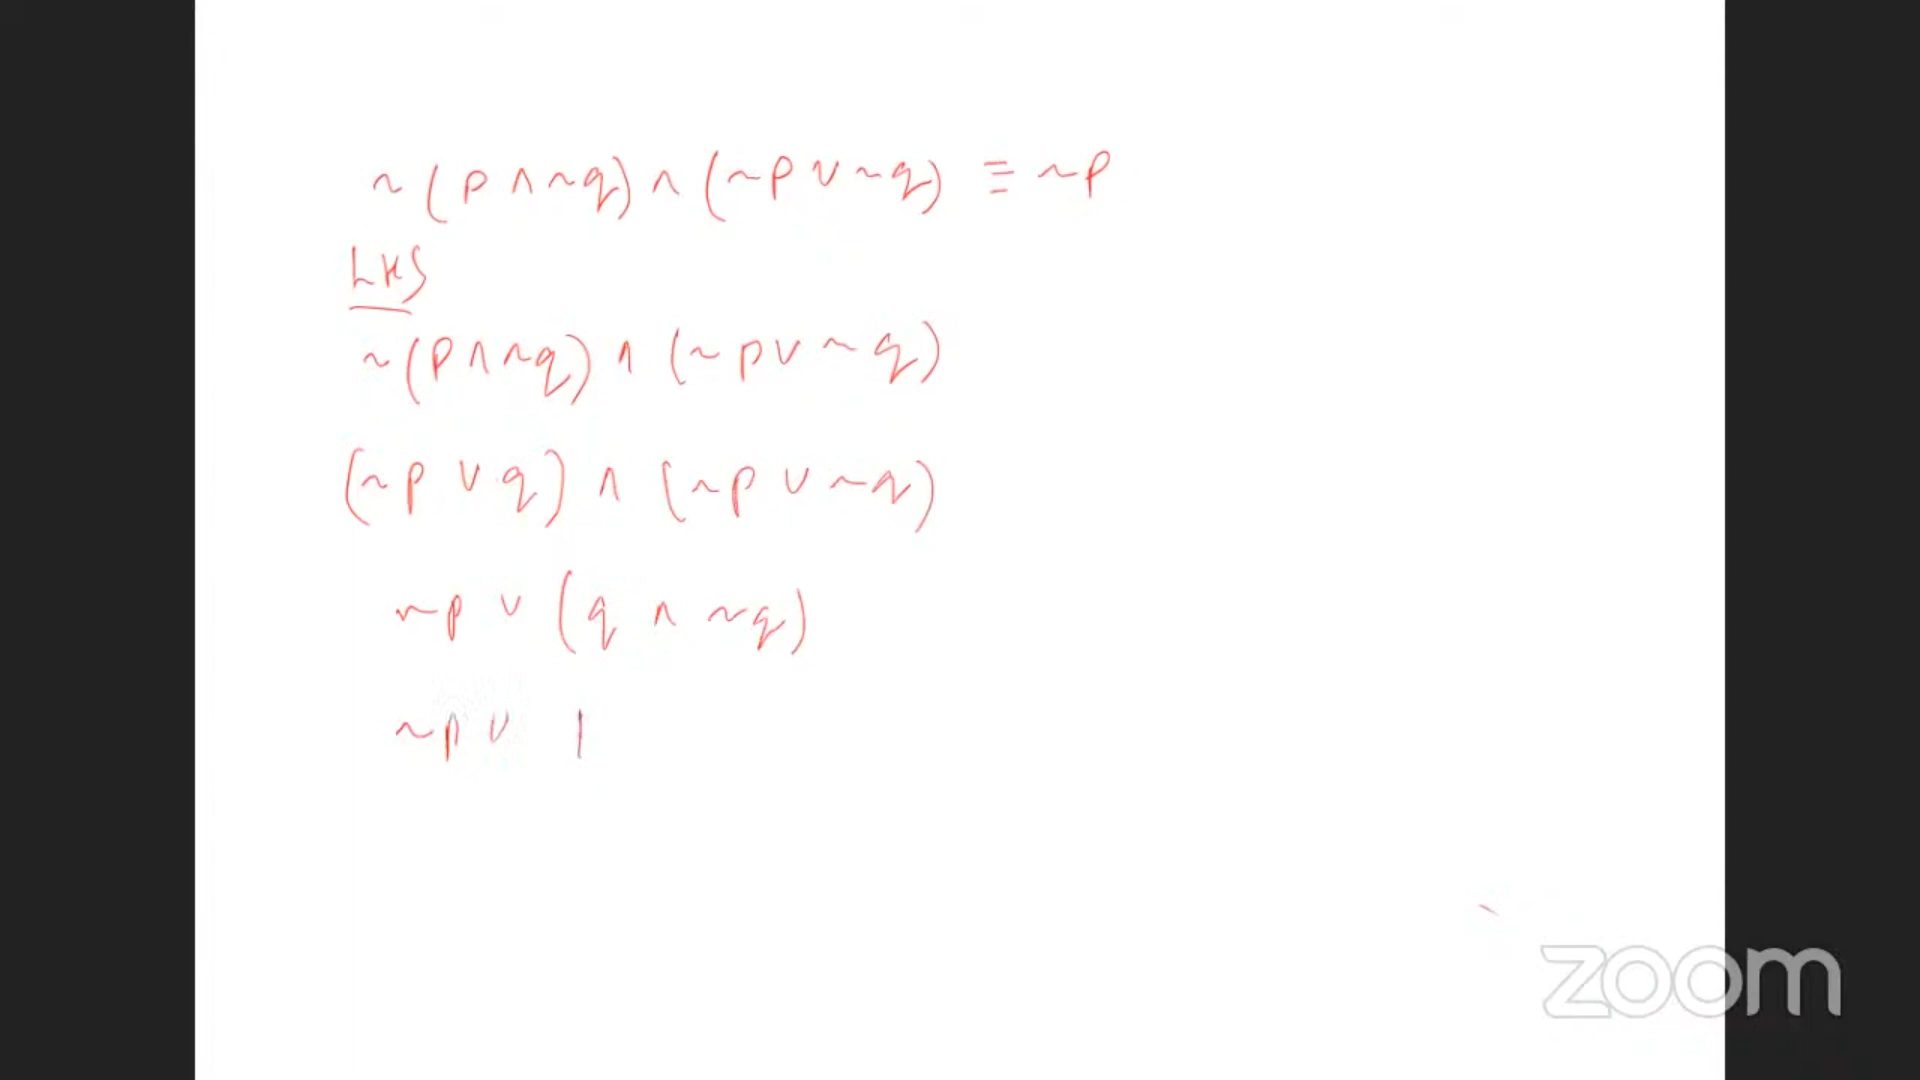 ~(p ∧ ~q) ∧ (~p ∨ ~q) ≡ ~p
LHS
~(p ∧ ~q) ∧ (~p ∨ ~q)
(~p ∨ q) ∧ (~p ∨ ~q)
~p ∨ (q ∧ ~q)
~p ∨
zoom